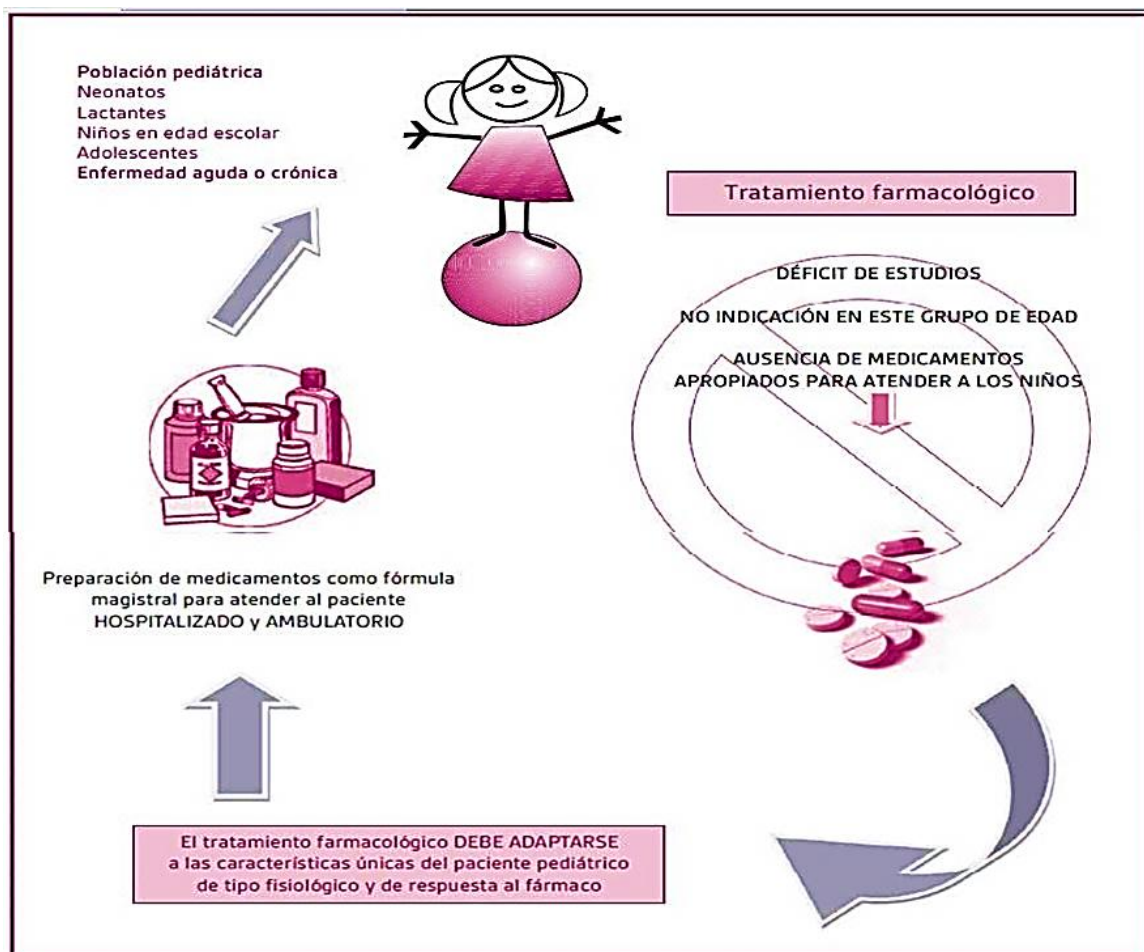 Población pediátrica
Neonatos
Lactantes
Niños en edad escolar
Adolescentes
Enfermedad aguda o crónica
Tratamiento farmacológico
DÉFICIT DE ESTUDIOS
NO INDICACIÓN EN ESTE GRUPO DE EDAD
AUSENCIA DE MEDICAMENTOS
APROPIADOS PARA ATENDER A LOS NIÑOS
Preparación de medicamentos como fórmula
magistral para atender al paciente
HOSPITALIZADO y AMBULATORIO
El tratamiento farmacológico DEBE ADAPTARSE
a las características únicas del paciente pediátrico
de tipo fisiológico y de respuesta al fármaco